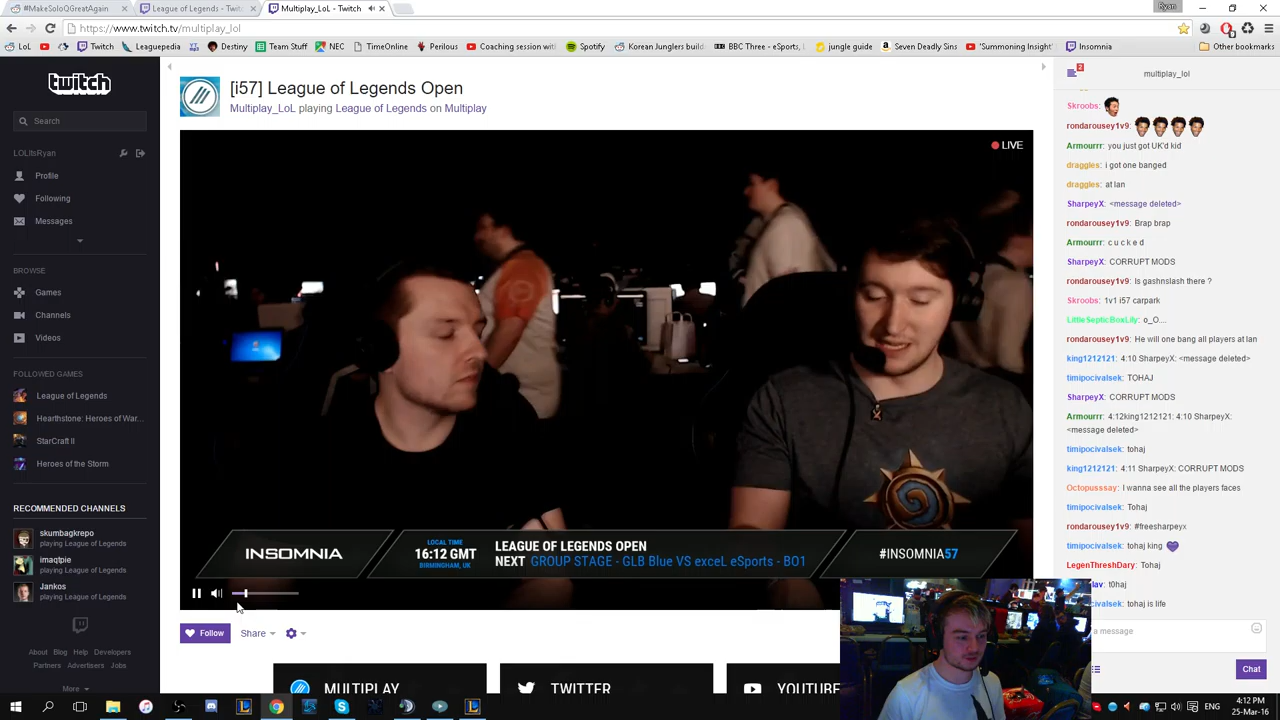 #MakeSoloQGreatAgain
League of Legends - Twitch
Multiplay_LoL - Twitch
Ryan
https://www.twitch.tv/multiplay_lol
LoL
Twitch
Leaguepedia
Destiny
Team Stuff
NEC
TimeOnline
Perilous
Coaching session with
Spotify
Korean Junglers build
BBC Three - eSports, L
jungle guide
Seven Deadly Sins
'Summoning Insight'
Insomnia
Other bookmarks
twitch
Search
LOLItsRyan
Profile
Following
Messages
BROWSE
Games
Channels
Videos
FOLLOWED GAMES
League of Legends
Hearthstone: Heroes of War...
StarCraft II
Heroes of the Storm
RECOMMENDED CHANNELS
skumbagkrepo
playing League of Legends
imaqtpie
playing League of Legends
Jankos
playing League of Legends
About Blog Help Developers
Partners Advertisers Jobs
More
[i57] League of Legends Open
Multiplay_LoL playing League of Legends on Multiplay
LIVE
INSOMNIA
LOCAL TIME
16:12 GMT
BIRMINGHAM, UK
LEAGUE OF LEGENDS OPEN
NEXT GROUP STAGE - GLB Blue VS exceL eSports - BO1
#INSOMNIA57
Follow
Share
MULTIPLAY
TWITTER
YOUTUBE
2
multiplay_lol
Skroobs:
rondarousey1v9:
Armourrr: you just got UK'd kid
draggles: i got one banged
draggles: at lan
SharpeyX: <message deleted>
rondarousey1v9: Brap brap
Armourrr: c u c k e d
SharpeyX: CORRUPT MODS
rondarousey1v9: Is gashnslash there ?
Skroobs: 1v1 i57 carpark
LittleSepticBoxLily: o_O....
rondarousey1v9: He will one bang all players at lan
king1212121: 4:10 SharpeyX: <message deleted>
timipocivalsek: TOHAJ
SharpeyX: CORRUPT MODS
Armourrr: 4:12king1212121: 4:10 SharpeyX:
<message deleted>
timipocivalsek: tohaj
king1212121: 4:11 SharpeyX: CORRUPT MODS
Octopusssay: I wanna see all the players faces
timipocivalsek: Tohaj
rondarousey1v9: #freesharpeyx
timipocivalsek: tohaj king
LegenThreshDary: Tohaj
lav: t0haj
civalsek: tohaj is life
a message
Chat
ENG
4:12 PM
25-Mar-16